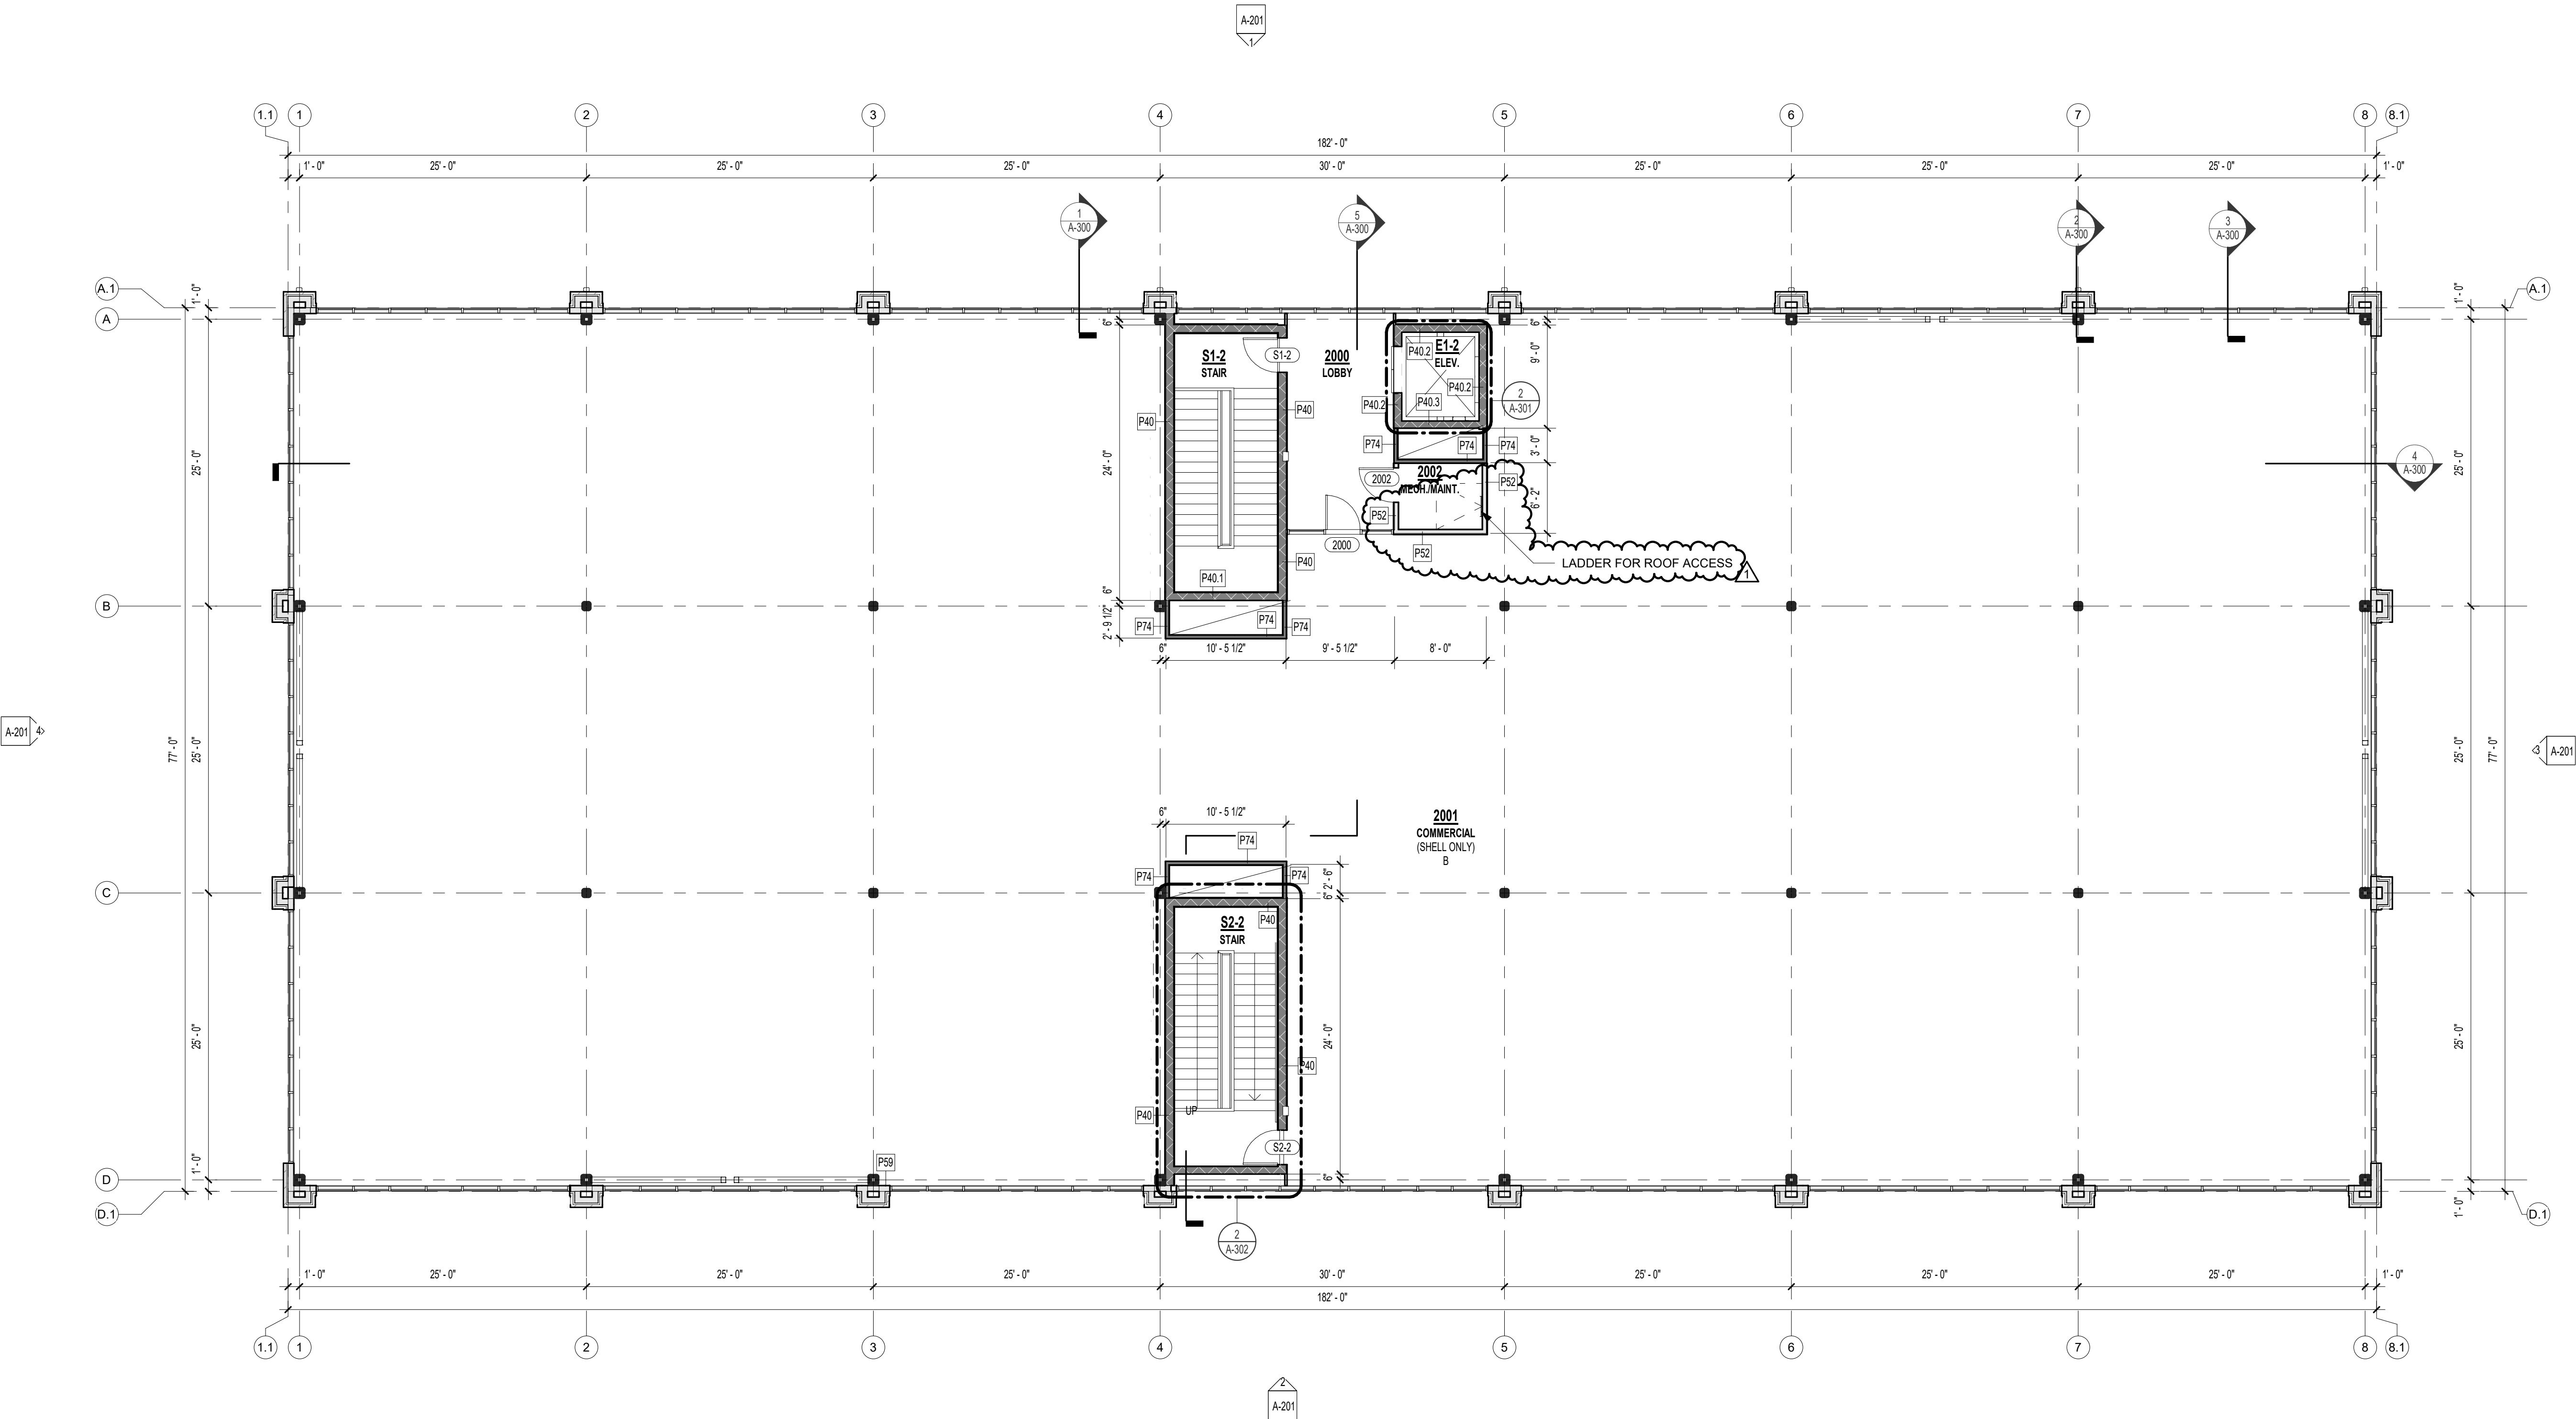 A-201
1
1.1
1
2
3
4
5
6
7
8
8.1
182' - 0"
1' - 0"
25' - 0"
25' - 0"
25' - 0"
30' - 0"
25' - 0"
25' - 0"
25' - 0"
1' - 0"
1
A-300
5
A-300
2
A-300
3
A-300
A.1
1' - 0"
A
1' - 0"
A.1
6"
S1-2
STAIR
S1-2
2000
LOBBY
P40.2
E1-2
ELEV.
P40.2
P40.2
P40.3
6"
9' - 0"
2
A-301
P40
P40
P74
P74
P74
3' - 0"
25' - 0"
24' - 0"
2002
MECH./MAINT.
2002
P52
P52
6' - 2"
4
A-300
25' - 0"
2000
P52
P40
LADDER FOR ROOF ACCESS
1
P40.1
6"
B
2' - 9 1/2"
P74
P74
P74
6"
10' - 5 1/2"
9' - 5 1/2"
8' - 0"
A-201
4
77' - 0"
25' - 0"
25' - 0"
77' - 0"
3
A-201
6"
10' - 5 1/2"
2001
COMMERCIAL
(SHELL ONLY)
B
P74
P74
P74
2' - 6"
C
6"
S2-2
STAIR
P40
25' - 0"
24' - 0"
25' - 0"
P40
P40
UP
S2-2
P59
1' - 0"
D
6"
D.1
1' - 0"
D.1
2
A-302
1' - 0"
25' - 0"
25' - 0"
25' - 0"
30' - 0"
25' - 0"
25' - 0"
25' - 0"
1' - 0"
182' - 0"
1.1
1
2
3
4
5
6
7
8
8.1
2
A-201